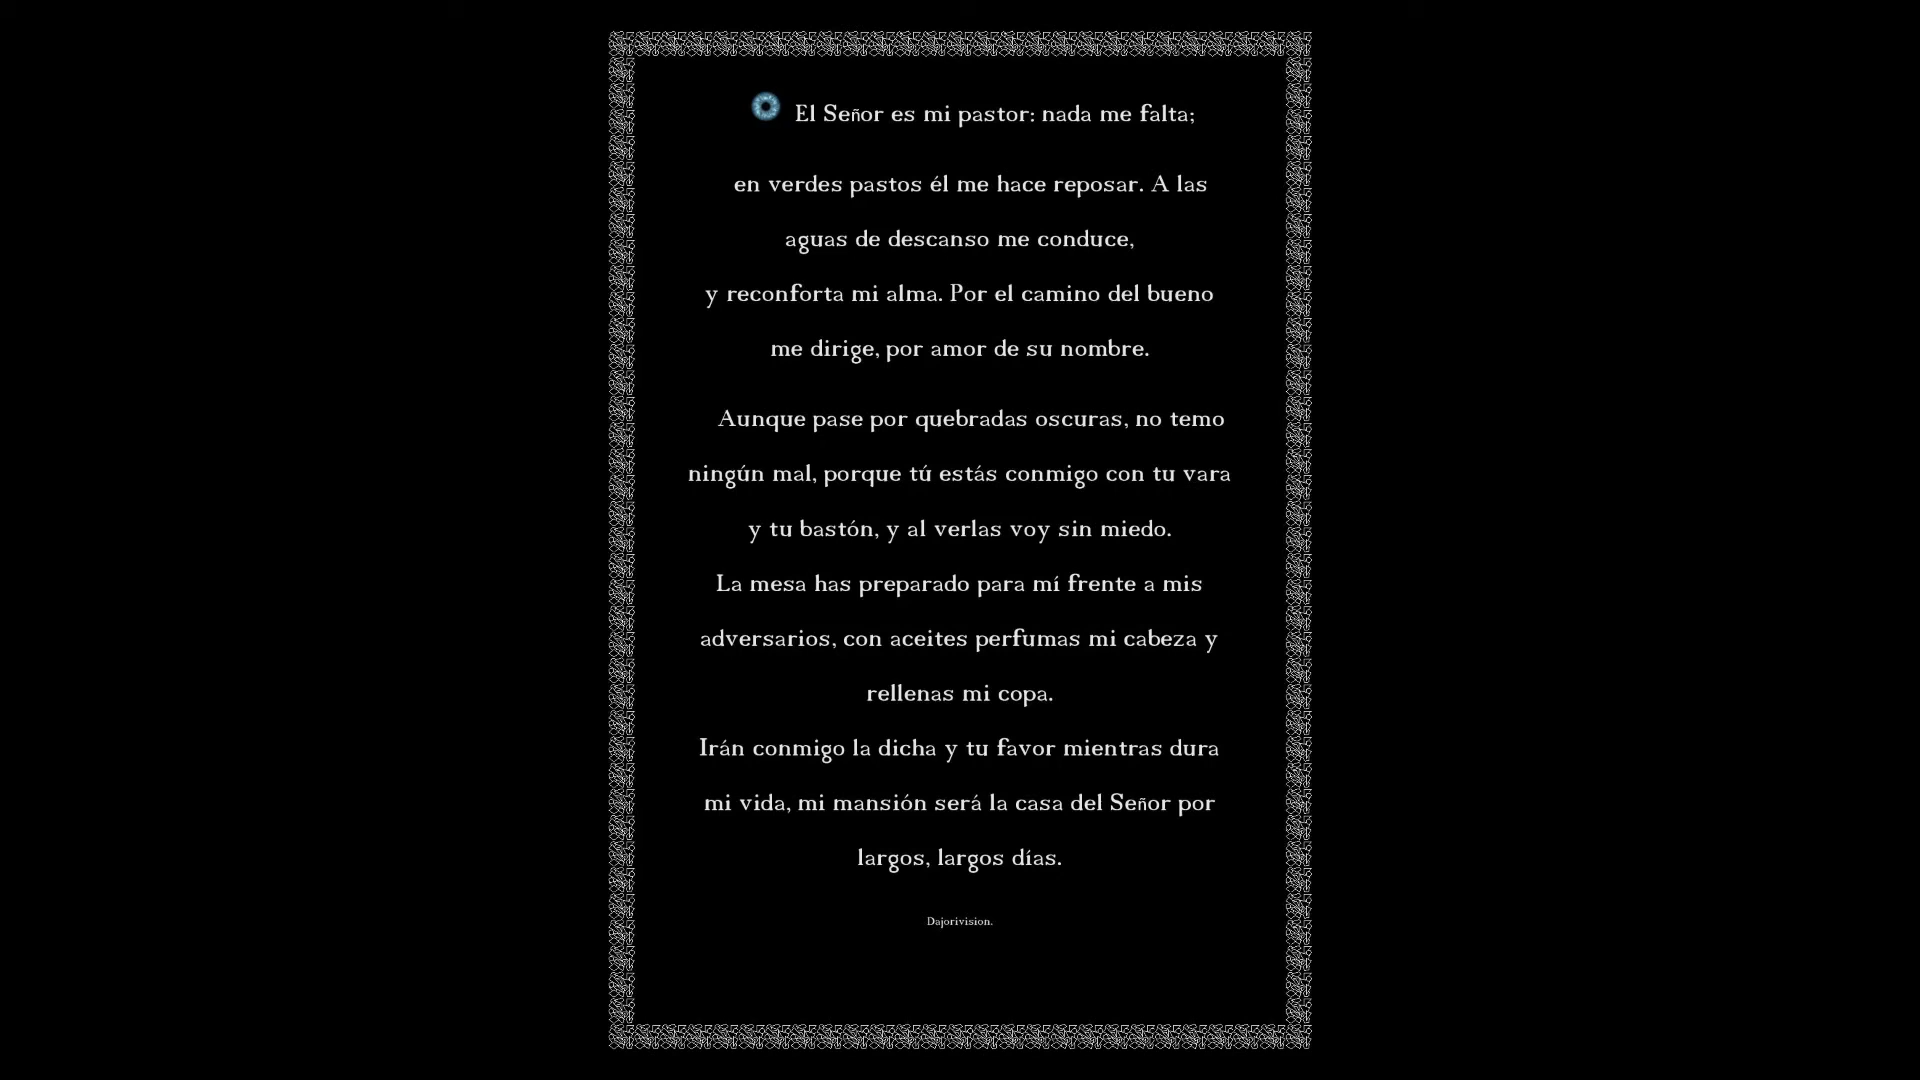 El Señor es mi pastor: nada me falta;
en verdes pastos él me hace reposar. A las
aguas de descanso me conduce,
y reconforta mi alma. Por el camino del bueno
me dirige, por amor de su nombre.
Aunque pase por quebradas oscuras, no temo
ningún mal, porque tú estás conmigo con tu vara
y tu bastón, y al verlas voy sin miedo.
La mesa has preparado para mí frente a mis
adversarios, con aceites perfumas mi cabeza y
rellenas mi copa.
Irán conmigo la dicha y tu favor mientras dura
mi vida, mi mansión será la casa del Señor por
largos, largos días.
Dajorivision.